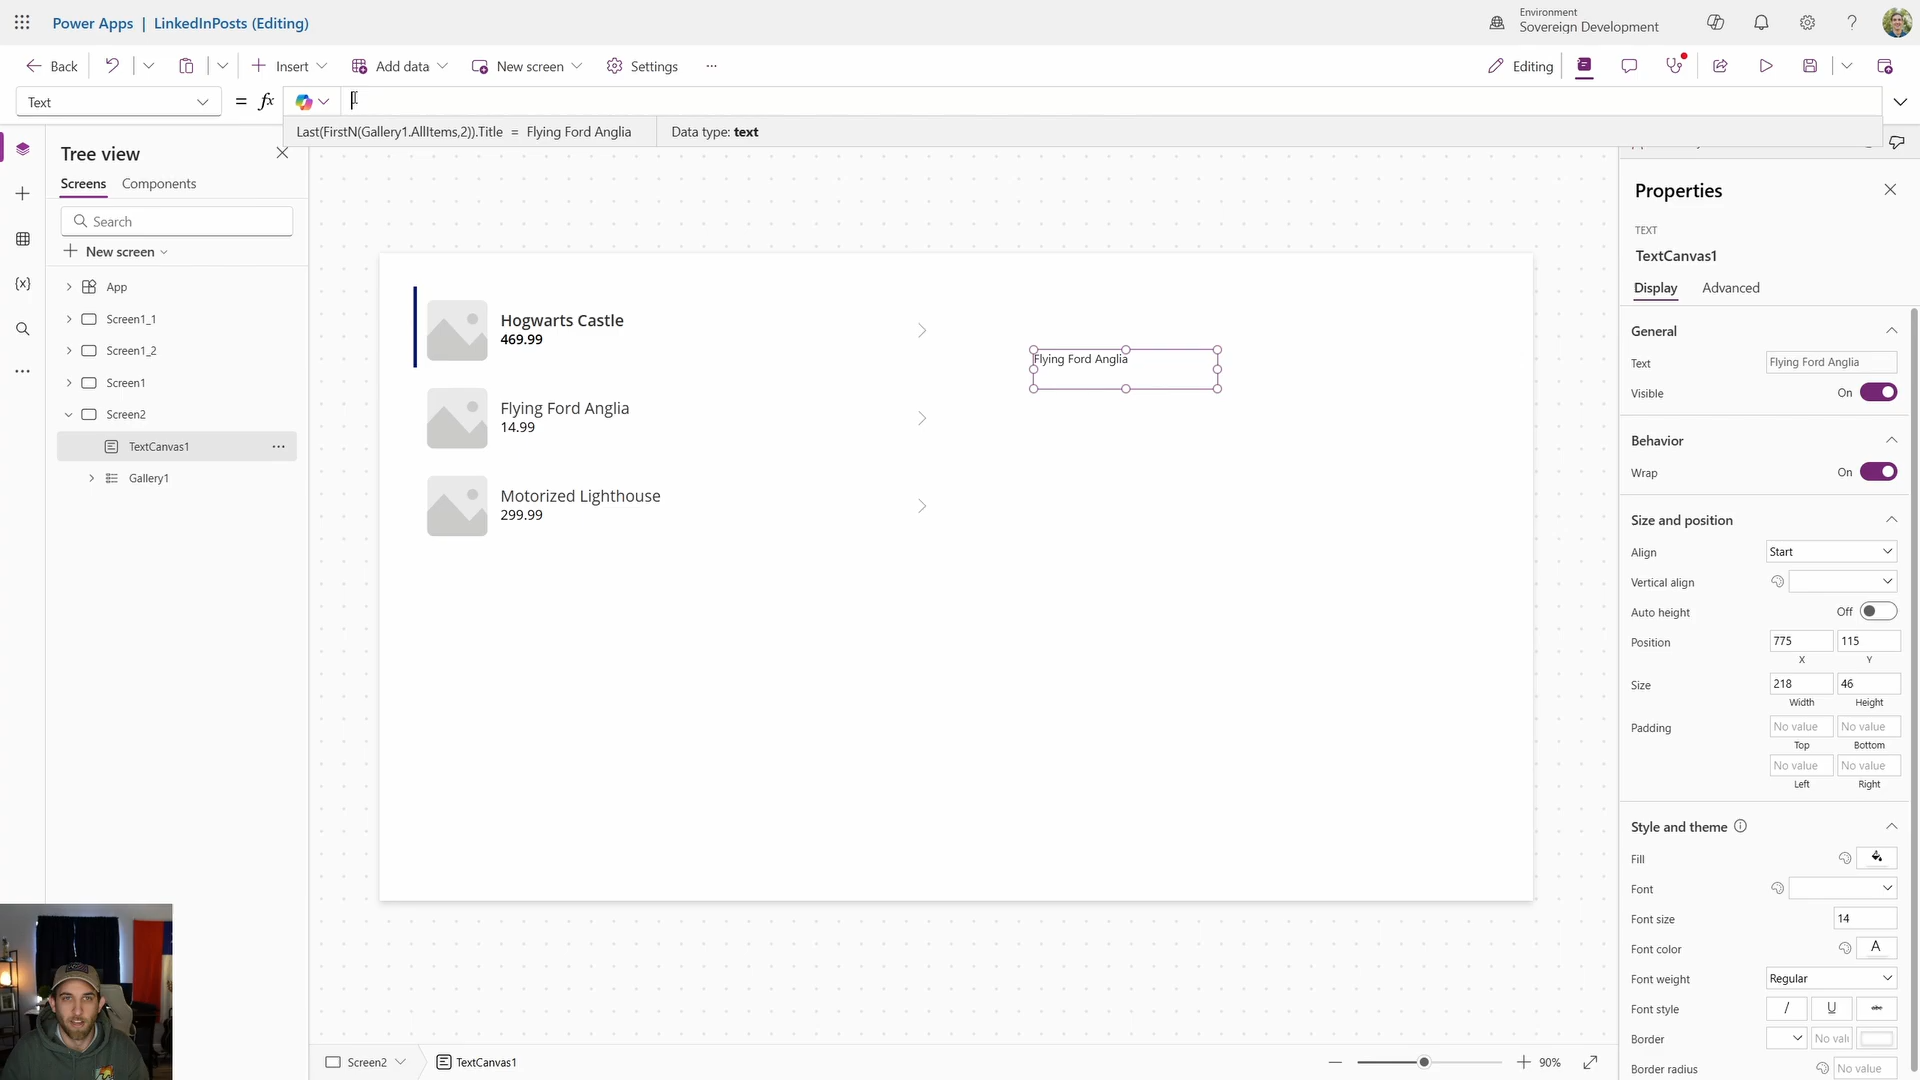 Power Apps | LinkedInPosts (Editing)
Environment
Sovereign Development
Back
Insert
Add data
New screen
Settings
Editing
Text
= fx
Last(FirstN(Gallery1.AllItems,2)).Title = Flying Ford Anglia
Data type: text
Tree view
Screens
Components
Search
New screen
App
Screen1_1
Screen1_2
Screen1
Screen2
TextCanvas1
Gallery1
Hogwarts Castle
469.99
Flying Ford Anglia
14.99
Motorized Lighthouse
299.99
Flying Ford Anglia
Screen2
TextCanvas1
90%
Properties
TEXT
TextCanvas1
Display
Advanced
General
Text
Flying Ford Anglia
Visible
On
Behavior
Wrap
On
Size and position
Align
Start
Vertical align
Auto height
Off
Position
775
115
X
Y
Size
218
46
Width
Height
Padding
No value
No value
Top
Bottom
No value
No value
Left
Right
Style and theme
Fill
Font
Font size
14
Font color
A
Font weight
Regular
Font style
/
U
abc
Border
No valu
Border radius
No value